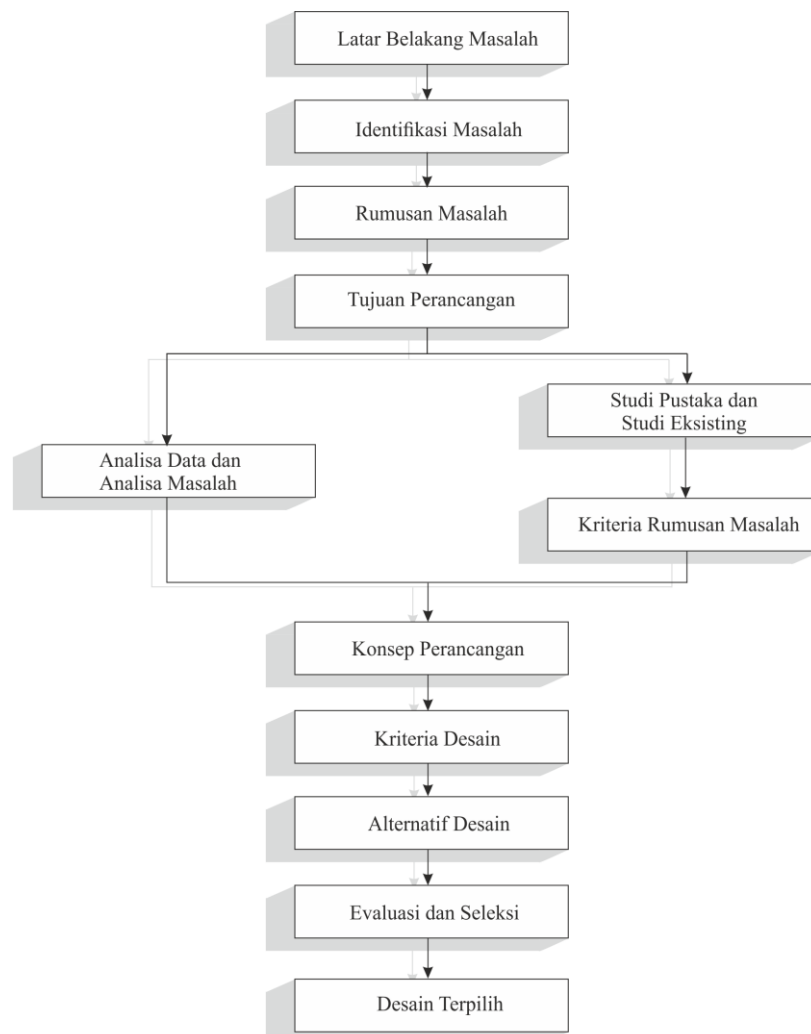 Latar Belakang Masalah
Identifikasi Masalah
Rumusan Masalah
Tujuan Perancangan
Studi Pustaka dan
Studi Eksisting
Analisa Data dan
Analisa Masalah
Kriteria Rumusan Masalah
Konsep Perancangan
Kriteria Desain
Alternatif Desain
Evaluasi dan Seleksi
Desain Terpilih